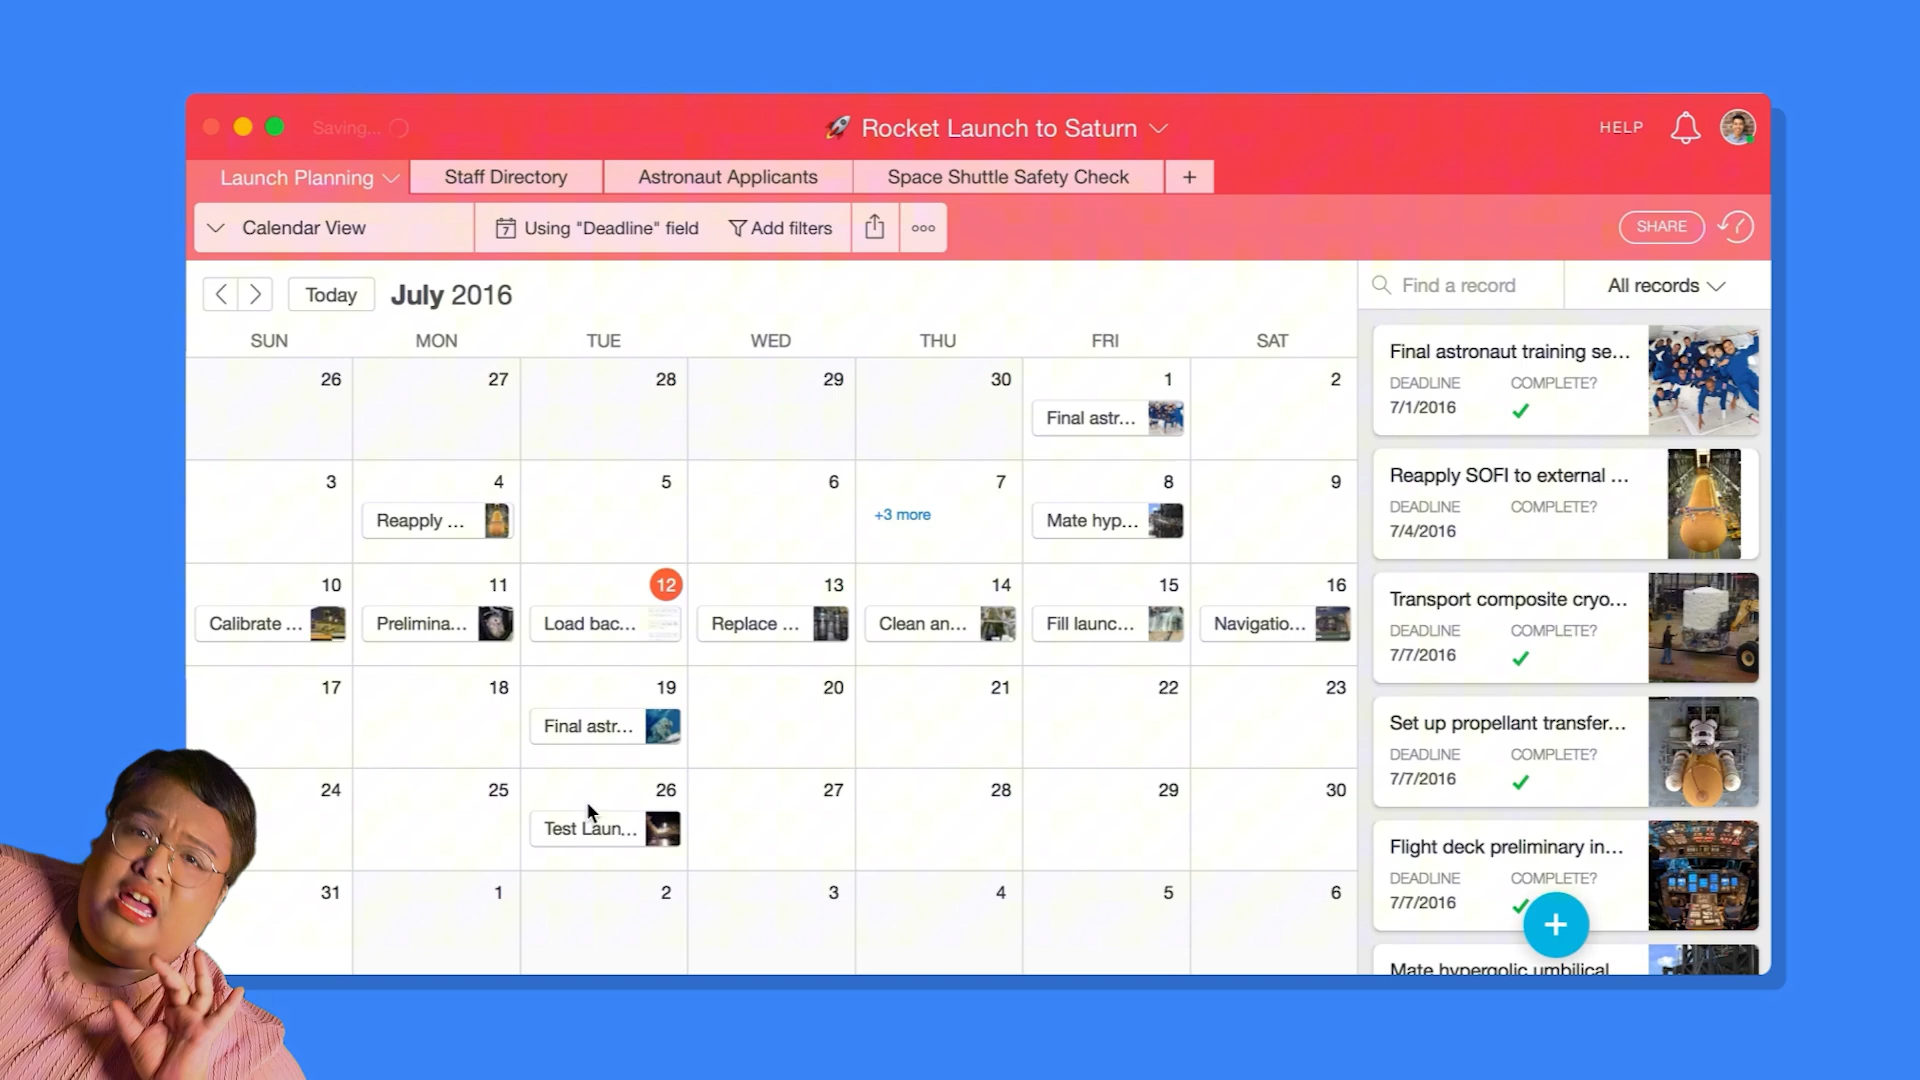 Saving...
Rocket Launch to Saturn
HELP
Launch Planning
Staff Directory
Astronaut Applicants
Space Shuttle Safety Check
+
Calendar View
7
Using "Deadline" field
Add filters
SHARE
Today
July 2016
Find a record
All records
SUN MON TUE WED THU FRI SAT
26 27 28 29 30 1 2
Final astr...
3 4 5 6 7 8 9
Reapply ...
+3 more
Mate hyp...
10 11 12 13 14 15 16
Calibrate ...
Prelimina...
Load bac...
Replace ...
Clean an...
Fill launc...
Navigatio...
17 18 19 20 21 22 23
Final astr...
24 25 26 27 28 29 30
Test Laun...
31 1 2 3 4 5 6
Final astronaut training se...
DEADLINE COMPLETE?
7/1/2016
Reapply SOFI to external ...
DEADLINE COMPLETE?
7/4/2016
Transport composite cryo...
DEADLINE COMPLETE?
7/7/2016
Set up propellant transfer...
DEADLINE COMPLETE?
7/7/2016
Flight deck preliminary in...
DEADLINE COMPLETE?
7/7/2016
+
Mate hypergolic umbilical